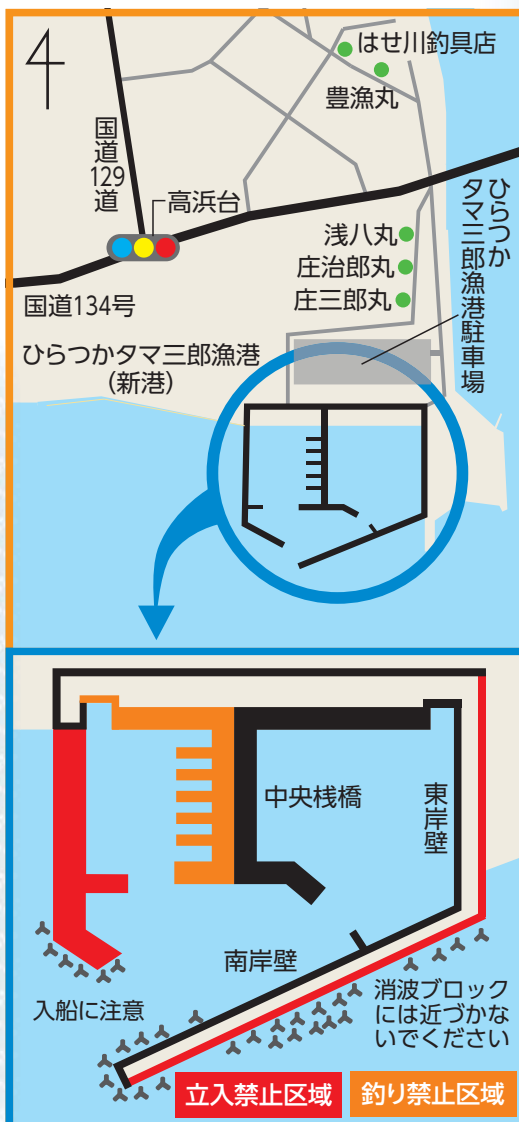 はせ川釣具店
豊漁丸
国道129道
高浜台
ひらつか
タマ三郎漁港駐車場
浅八丸
庄治郎丸
庄三郎丸
国道134号
ひらつかタマ三郎漁港
(新港)
中央桟橋
東岸壁
南岸壁
入船に注意
消波ブロック
には近づかな
いでください
立入禁止区域
釣り禁止区域